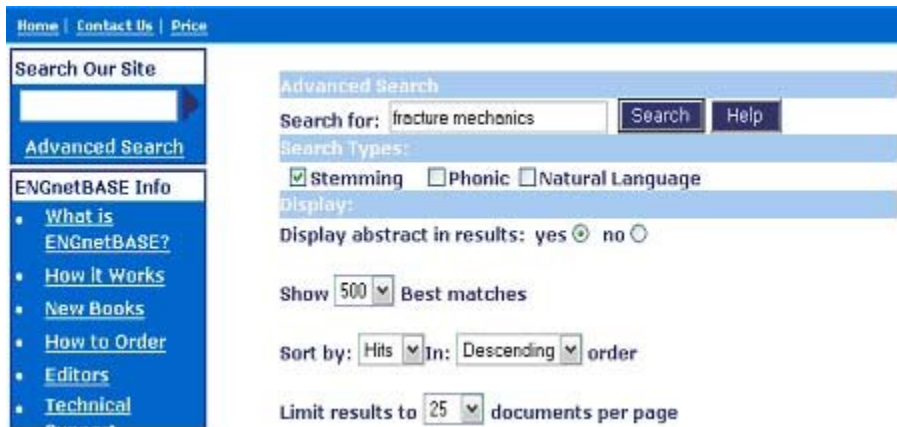 Home | Contact Us | Price
Search Our Site
Advanced Search
ENGnetBASE Info
What is
ENGnetBASE?
How it Works
New Books
How to Order
Editors
Technical
Advanced Search
Search for: fracture mechanics Search Help
Search Types:
Stemming Phonic Natural Language
Display:
Display abstract in results: yes no
Show 500 Best matches
Sort by: Hits In: Descending order
Limit results to 25 documents per page